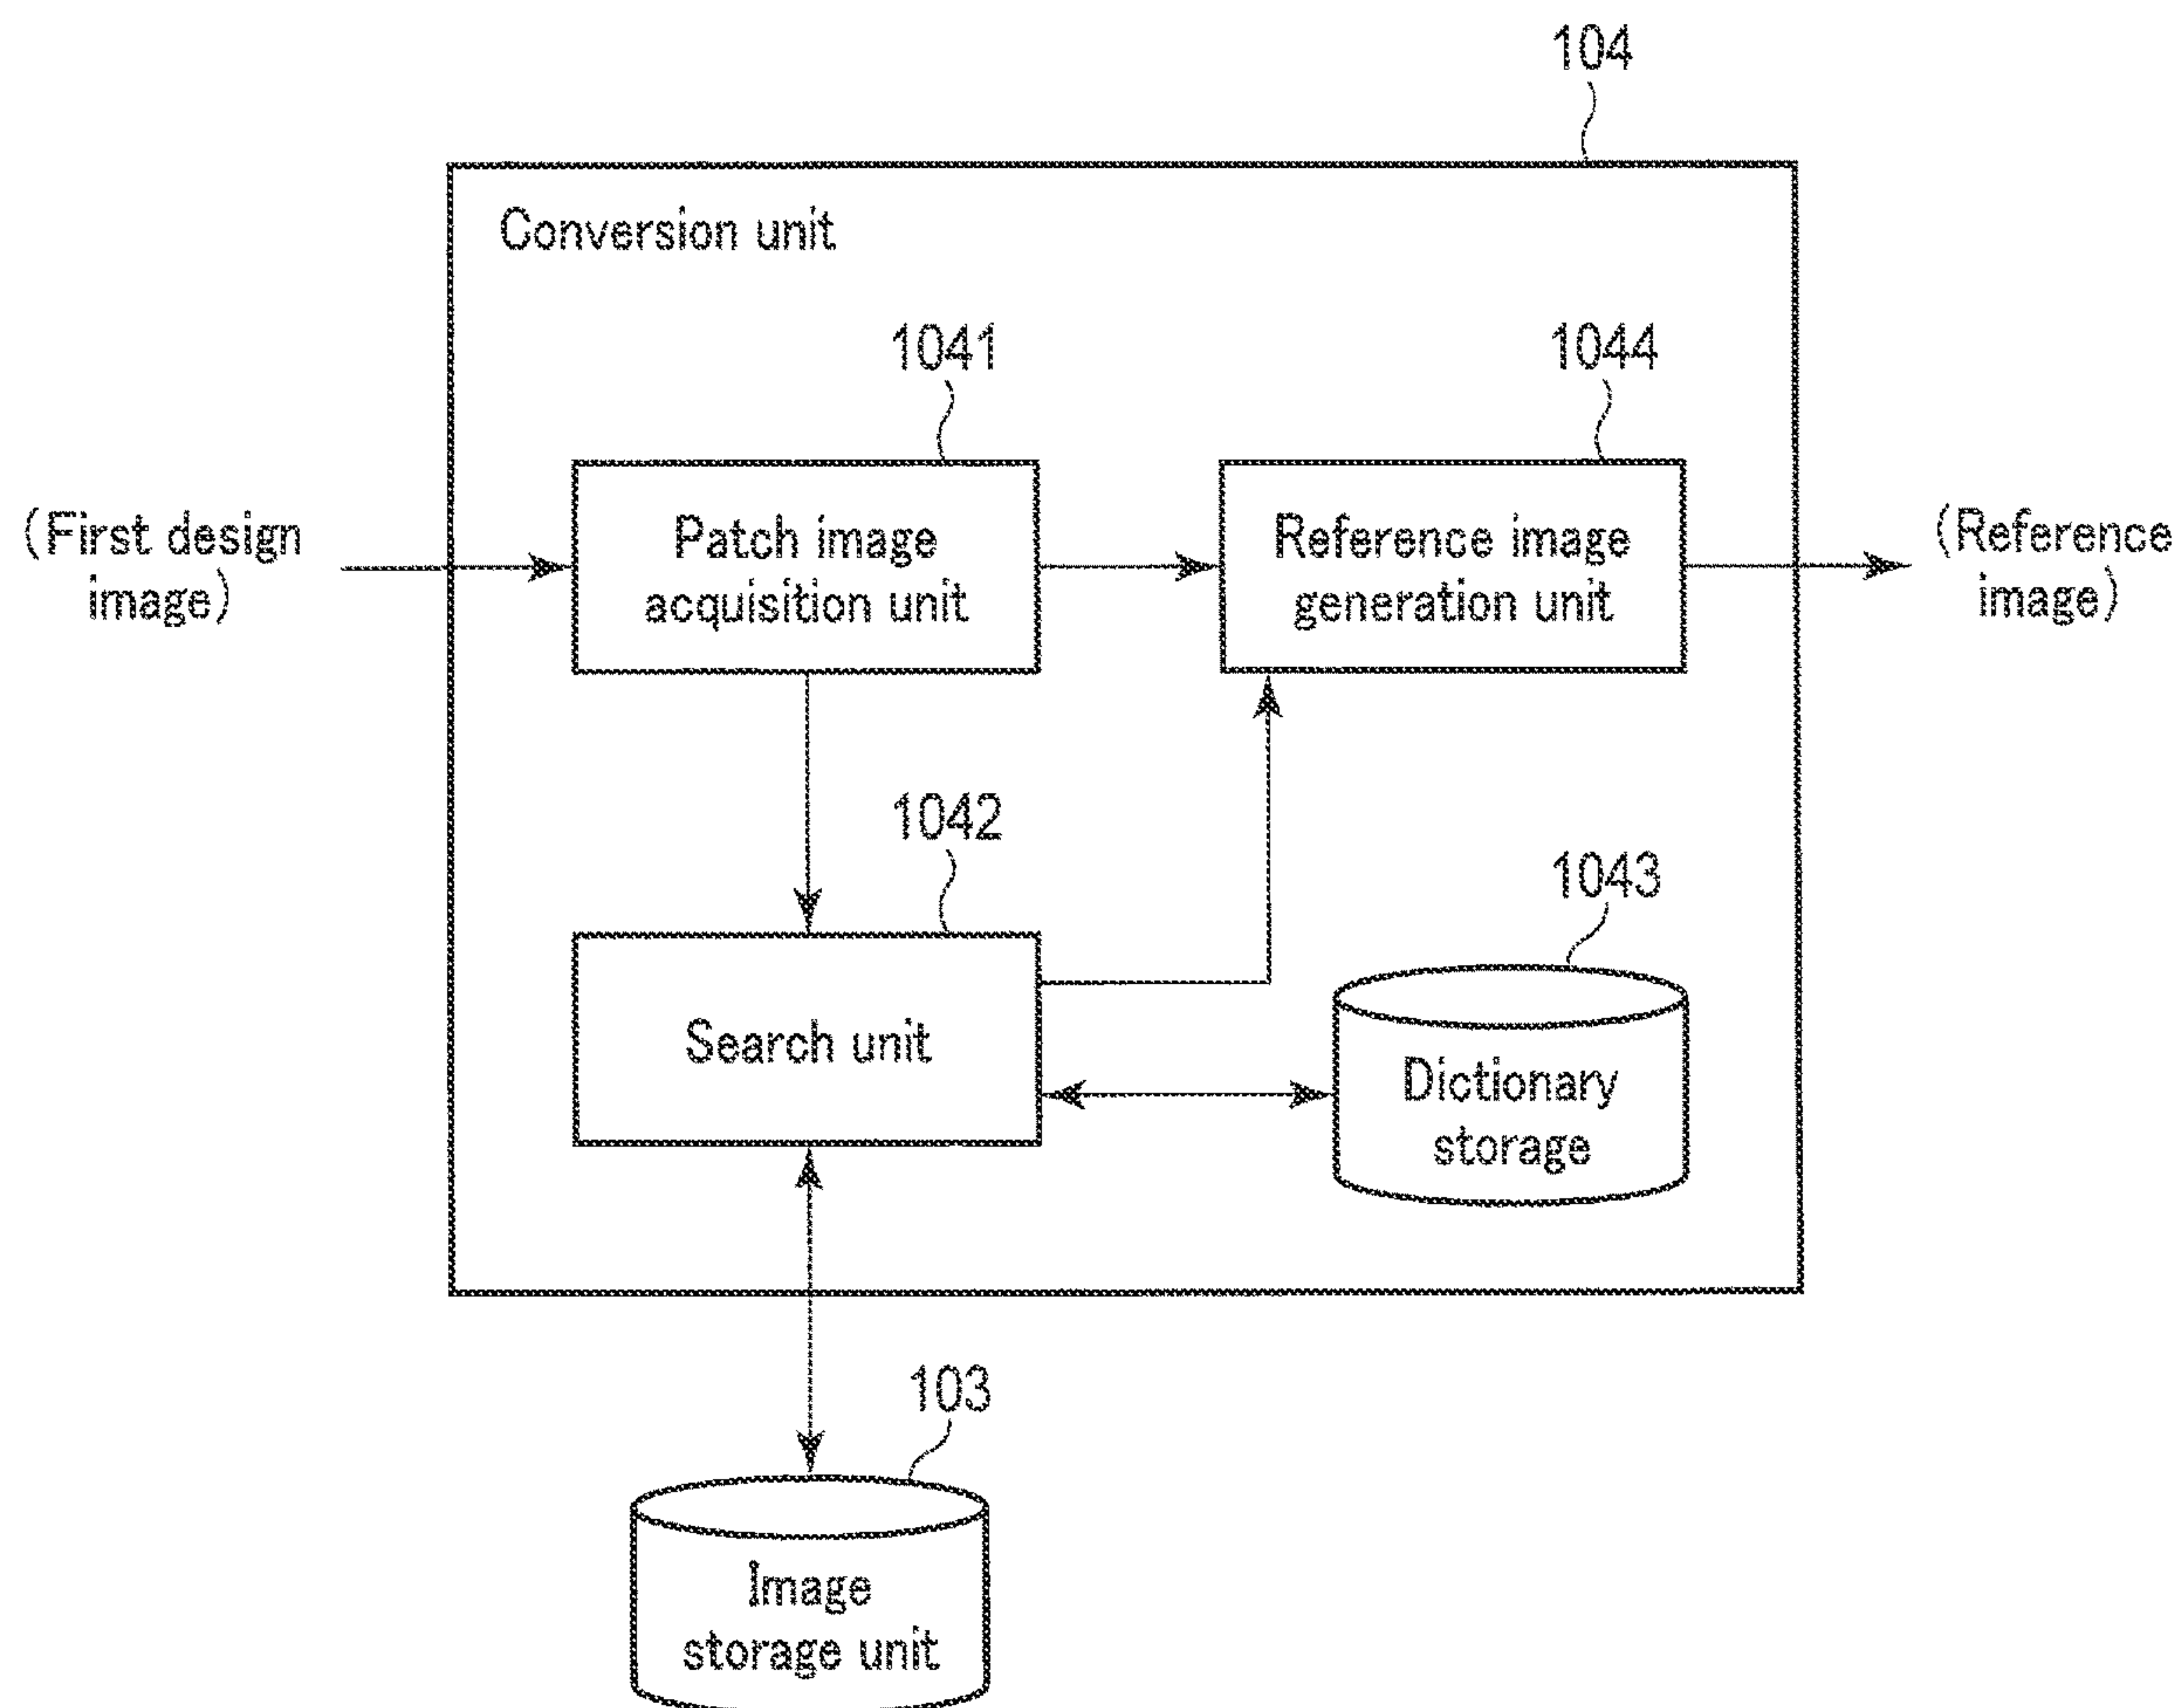 104
Conversion unit
1041
1044
(First design
image)
Patch image
acquisition unit
Reference image
generation unit
(Reference
image)
1042
1043
Search unit
Dictionary
storage
103
Image
storage unit